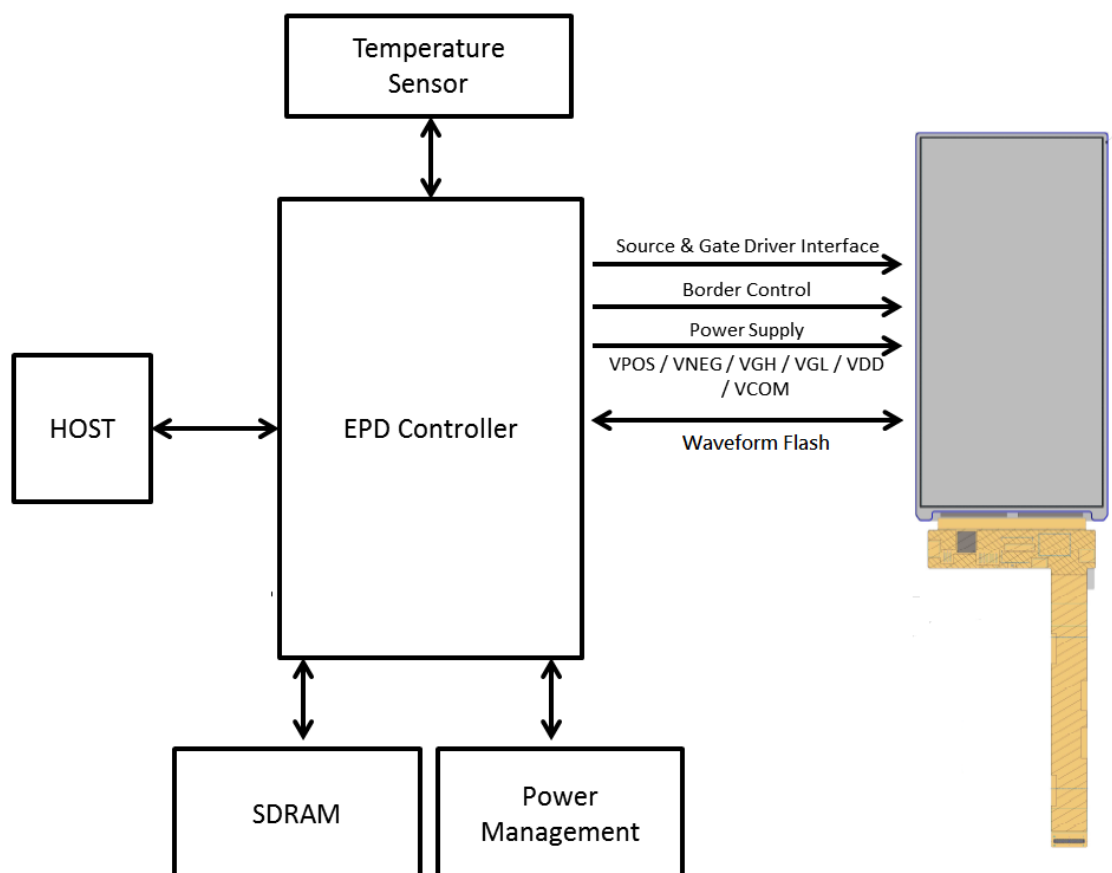 Temperature
Sensor
Source & Gate Driver Interface
Border Control
Power Supply
VPOS / VNEG / VGH / VGL / VDD
/ VCOM
HOST
EPD Controller
Waveform Flash
SDRAM
Power
Management